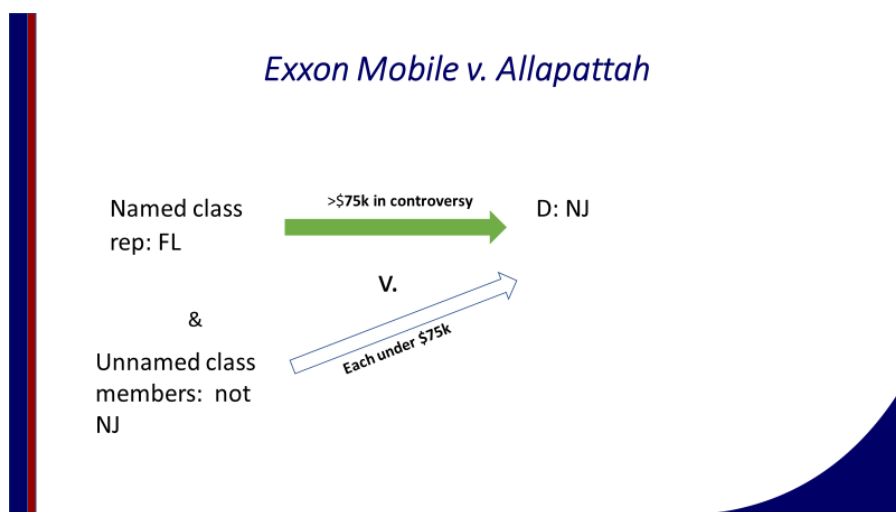 Exxon Mobile v. Allapattah
Named class
rep: FL
>$75k in controversy
D: NJ
V.
&
Each under $75k
Unnamed class
members:  not
NJ